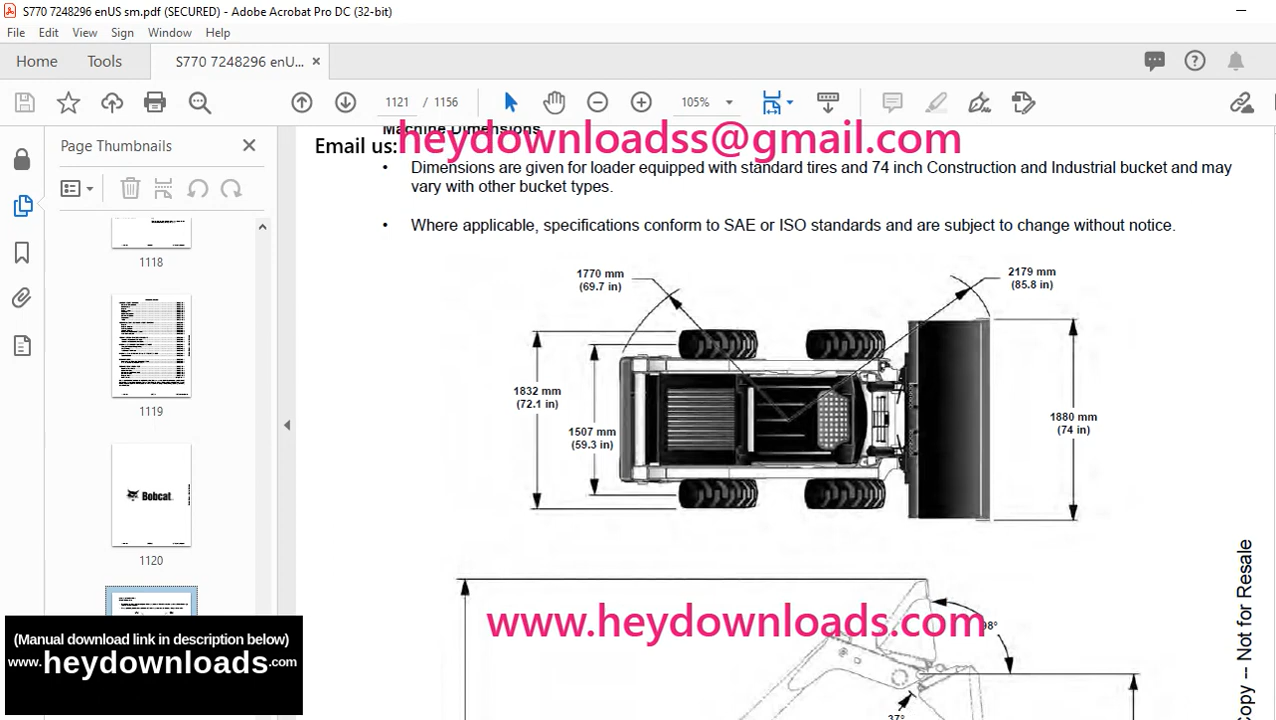 S770 7248296 enUS sm.pdf (SECURED) - Adobe Acrobat Pro DC (32-bit)
File Edit View Sign Window Help
Home Tools S770 7248296 enU... ×
1121 / 1156 105%
Page Thumbnails
1118
1119
Bobcat
1120
Machine Dimensions
Email us: heydownloadss@gmail.com
• Dimensions are given for loader equipped with standard tires and 74 inch Construction and Industrial bucket and may
vary with other bucket types.
• Where applicable, specifications conform to SAE or ISO standards and are subject to change without notice.
1770 mm
(69.7 in)
2179 mm
(85.8 in)
1832 mm
(72.1 in)
1507 mm
(59.3 in)
1880 mm
(74 in)
www.heydownloads.com
98°
37°
opy -- Not for Resale
(Manual download link in description below)
www.heydownloads.com